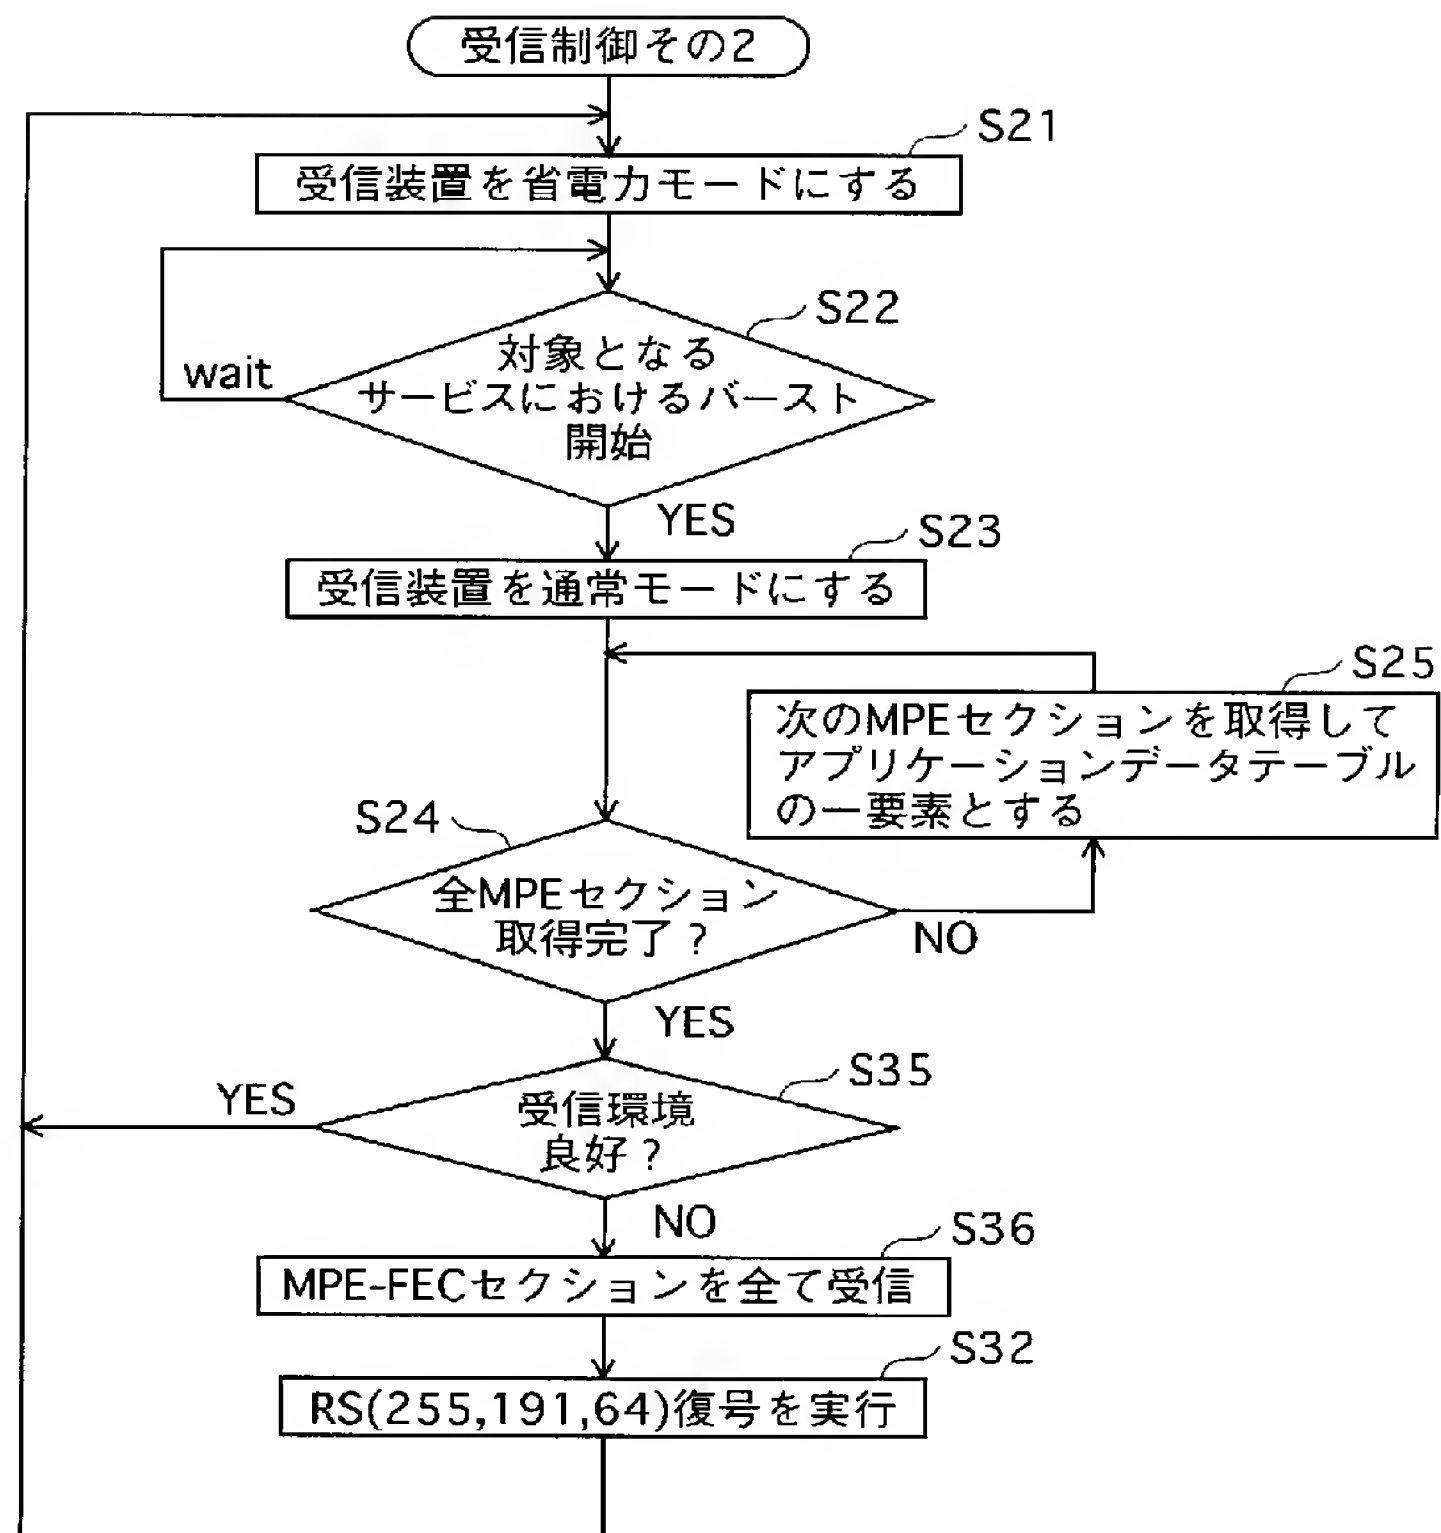 受信制御その2
S21
受信装置を省電力モードにする
S22
対象となる
サービスにおけるバースト
開始
wait
YES
S23
受信装置を通常モードにする
S25
次のMPEセクションを取得して
アプリケーションデータテーブル
の一要素とする
S24
全MPEセクション
取得完了？
NO
YES
S35
受信環境
良好？
YES
NO
S36
MPE-FECセクションを全て受信
S32
RS(255,191,64)復号を実行